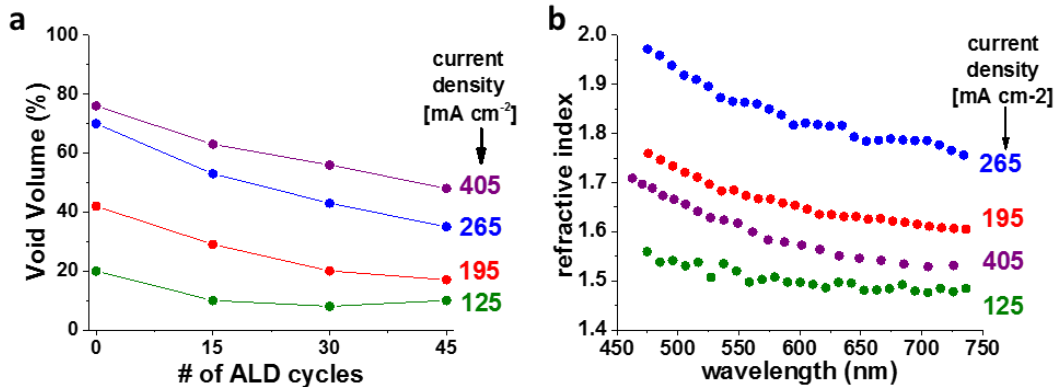 a
100
80
60
40
20
0
Void Volume (%)
0 15 30 45
# of ALD cycles
current
density
[mA cm⁻²]
405
265
195
125
b
2.0
1.9
1.8
1.7
1.6
1.5
1.4
refractive index
450 500 550 600 650 700 750
wavelength (nm)
current
density
[mA cm-2]
265
195
405
125